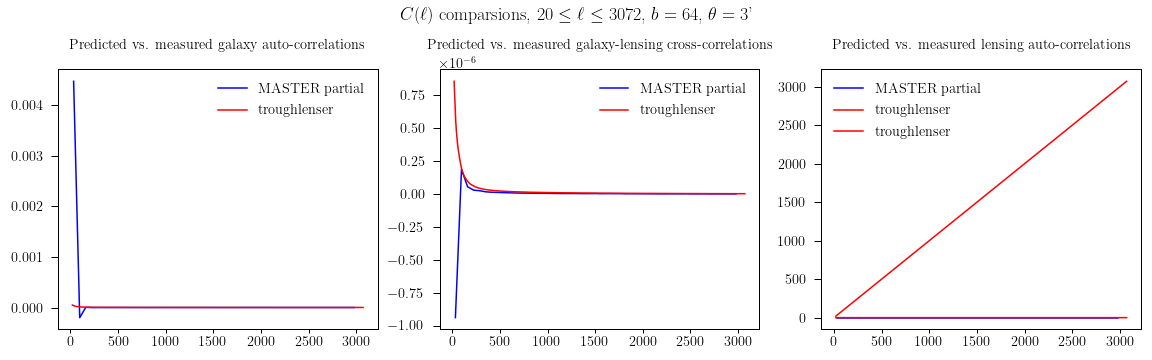 C(ℓ) comparsions, 20 ≤ ℓ ≤ 3072, b = 64, θ = 3'
Predicted vs. measured galaxy auto-correlations
MASTER partial
troughlenser
0.004
0.003
0.002
0.001
0.000
0 500 1000 1500 2000 2500 3000
Predicted vs. measured galaxy-lensing cross-correlations
×10⁻⁶
MASTER partial
troughlenser
0.75
0.50
0.25
0.00
−0.25
−0.50
−0.75
−1.00
0 500 1000 1500 2000 2500 3000
Predicted vs. measured lensing auto-correlations
MASTER partial
troughlenser
troughlenser
3000
2500
2000
1500
1000
500
0
0 500 1000 1500 2000 2500 3000